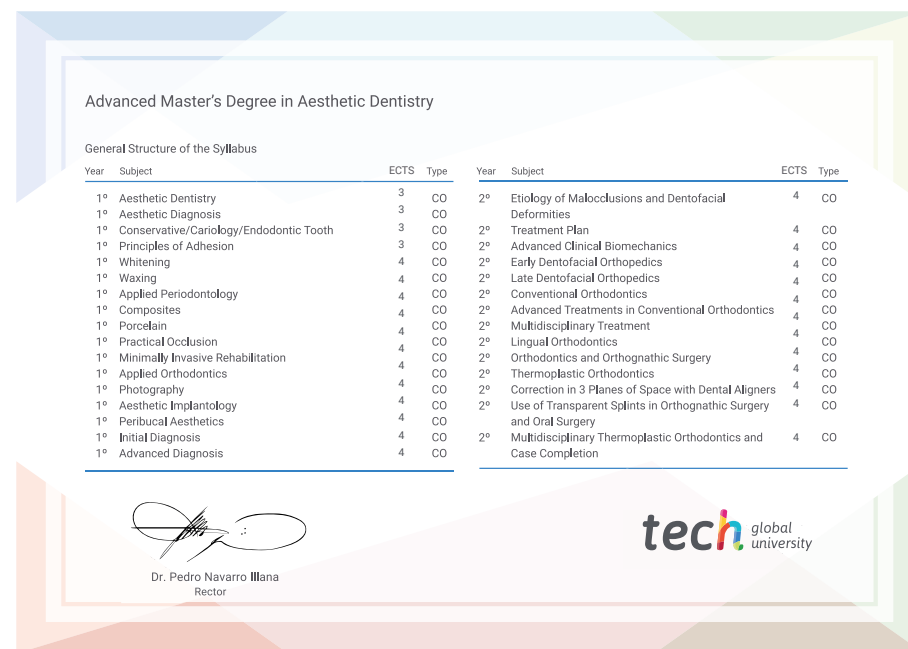 Advanced Master's Degree in Aesthetic Dentistry
General Structure of the Syllabus
Year Subject ECTS Type
1º Aesthetic Dentistry 3 CO
1º Aesthetic Diagnosis 3 CO
1º Conservative/Cariology/Endodontic Tooth 3 CO
1º Principles of Adhesion 3 CO
1º Whitening 4 CO
1º Waxing 4 CO
1º Applied Periodontology 4 CO
1º Composites 4 CO
1º Porcelain 4 CO
1º Practical Occlusion 4 CO
1º Minimally Invasive Rehabilitation CO
1º Applied Orthodontics 4 CO
1º Photography 4 CO
1º Aesthetic Implantology 4 CO
1º Peribucal Aesthetics 4 CO
1º Initial Diagnosis 4 CO
1º Advanced Diagnosis 4 CO
Year Subject ECTS Type
2º Etiology of Malocclusions and Dentofacial 4 CO
Deformities
2º Treatment Plan 4 CO
2º Advanced Clinical Biomechanics 4 CO
2º Early Dentofacial Orthopedics 4 CO
2º Late Dentofacial Orthopedics 4 CO
2º Conventional Orthodontics 4 CO
2º Advanced Treatments in Conventional Orthodontics 4 CO
2º Multidisciplinary Treatment 4 CO
2º Lingual Orthodontics CO
2º Orthodontics and Orthognathic Surgery 4 CO
2º Thermoplastic Orthodontics 4 CO
2º Correction in 3 Planes of Space with Dental Aligners 4 CO
2º Use of Transparent Splints in Orthognathic Surgery 4 CO
and Oral Surgery
2º Multidisciplinary Thermoplastic Orthodontics and 4 CO
Case Completion
Dr. Pedro Navarro Illana
Rector
tech global
university